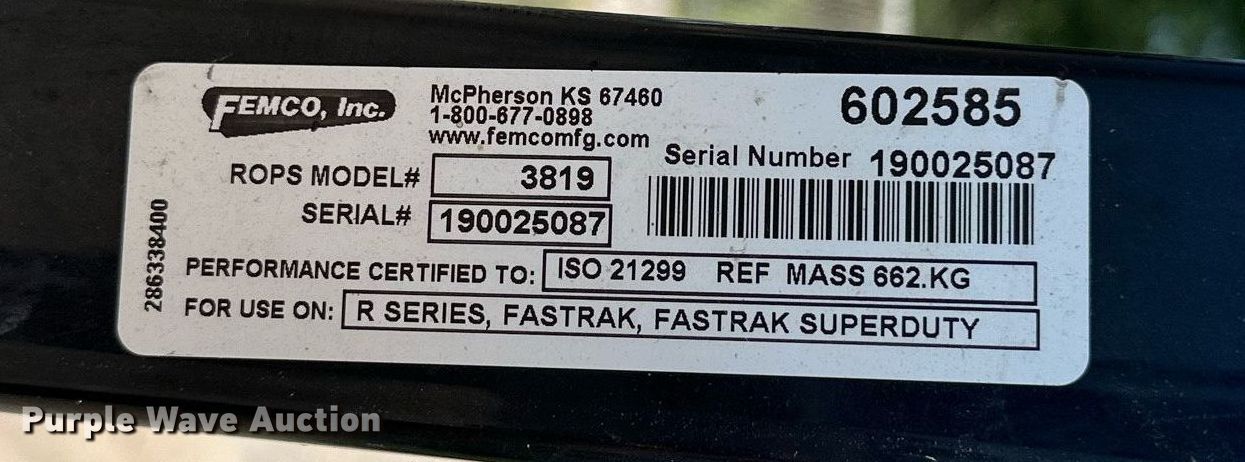 FEMCO, Inc.
McPherson KS 67460
1-800-677-0898
www.femcomfg.com
602585
Serial Number 190025087
ROPS MODEL# 3819
SERIAL# 190025087
286338400
PERFORMANCE CERTIFIED TO: ISO 21299 REF MASS 662.KG
FOR USE ON: R SERIES, FASTRAK, FASTRAK SUPERDUTY
Purple Wave Auction